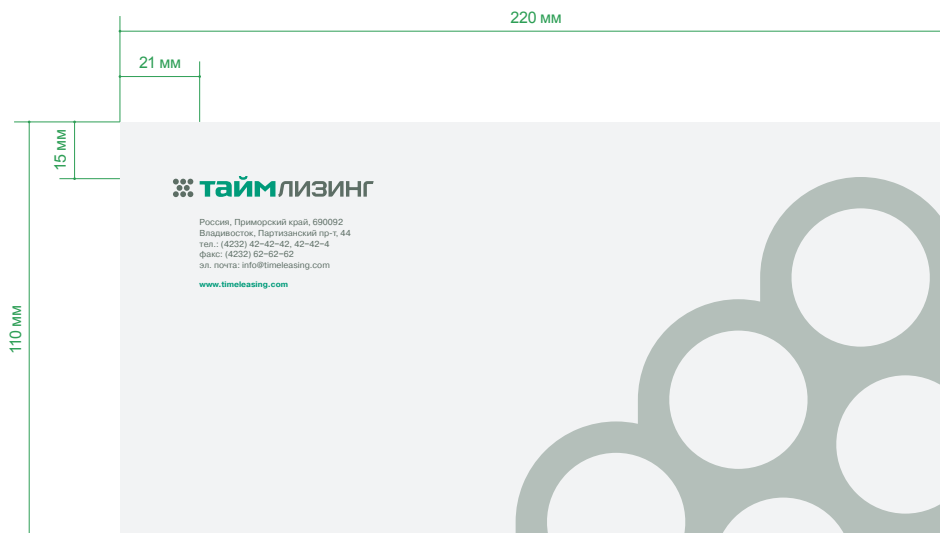 220 мм
21 мм
15 мм
110 мм
таймлизинг
Россия, Приморский край, 690092
Владивосток, Партизанский пр-т, 44
тел.: (4232) 42-42-42, 42-42-4
факс: (4232) 62-62-62
эл. почта: info@timeleasing.com
www.timeleasing.com